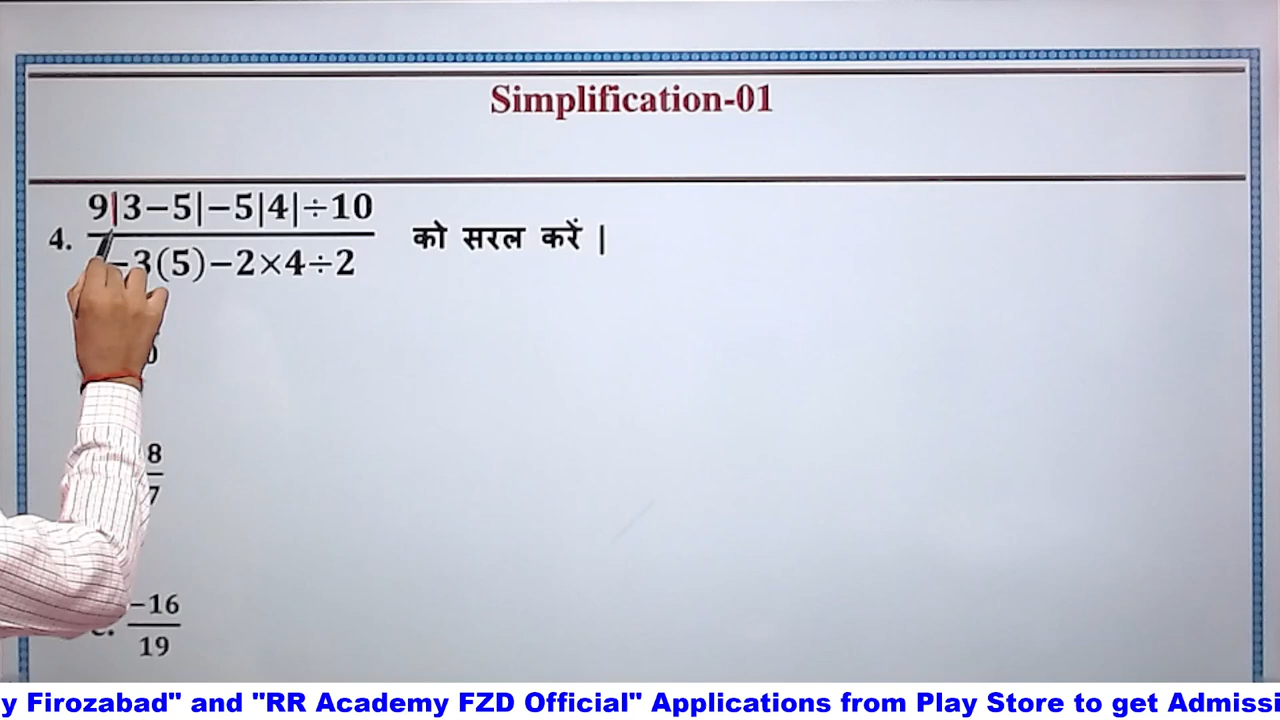 Simplification-01
4. 9|3−5|−5|4|÷10 को सरल करें |
−3(5)−2×4÷2
8
7
−16
19
y Firozabad" and "RR Academy FZD Official" Applications from Play Store to get Admissi